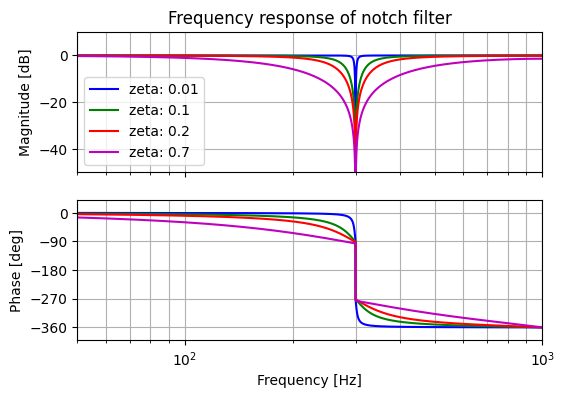 Frequency response of notch filter
Magnitude [dB]
0
−20
−40
zeta: 0.01
zeta: 0.1
zeta: 0.2
zeta: 0.7
Phase [deg]
0
−90
−180
−270
−360
10²
10³
Frequency [Hz]